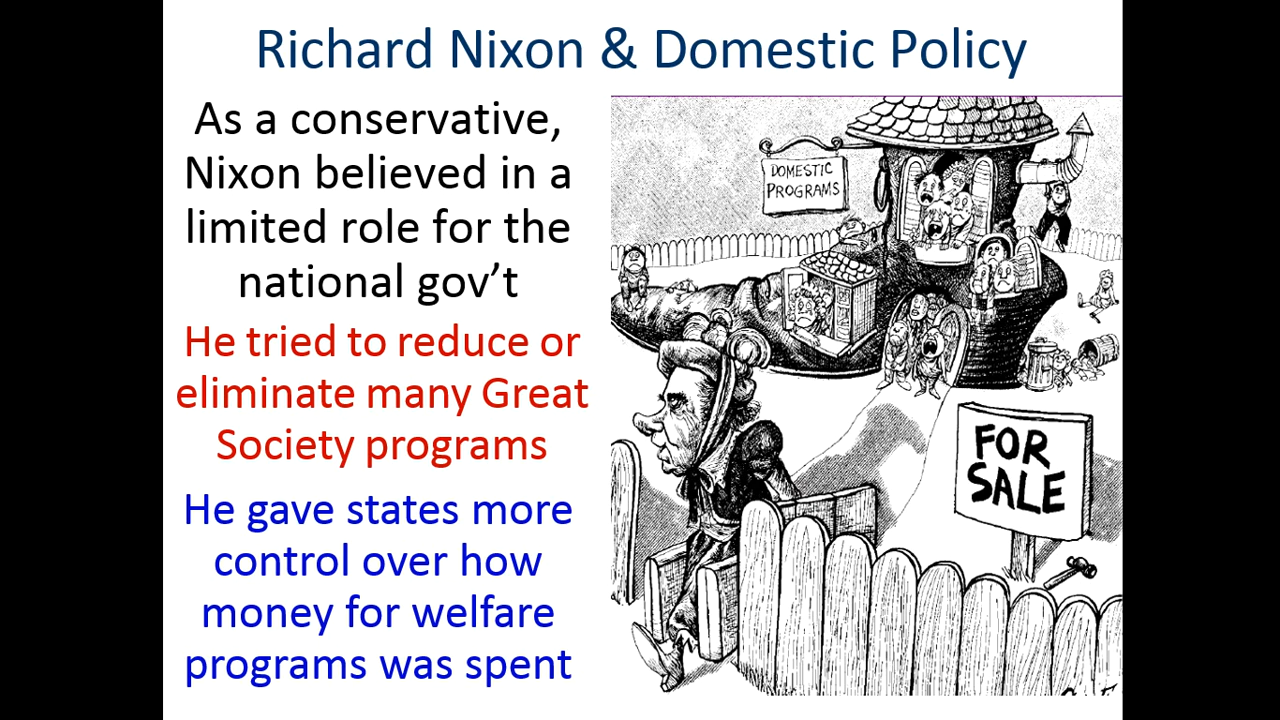 Richard Nixon & Domestic Policy
As a conservative,
Nixon believed in a
limited role for the
national gov’t
He tried to reduce or
eliminate many Great
Society programs
He gave states more
control over how
money for welfare
programs was spent
DOMESTIC
PROGRAMS
FOR
SALE